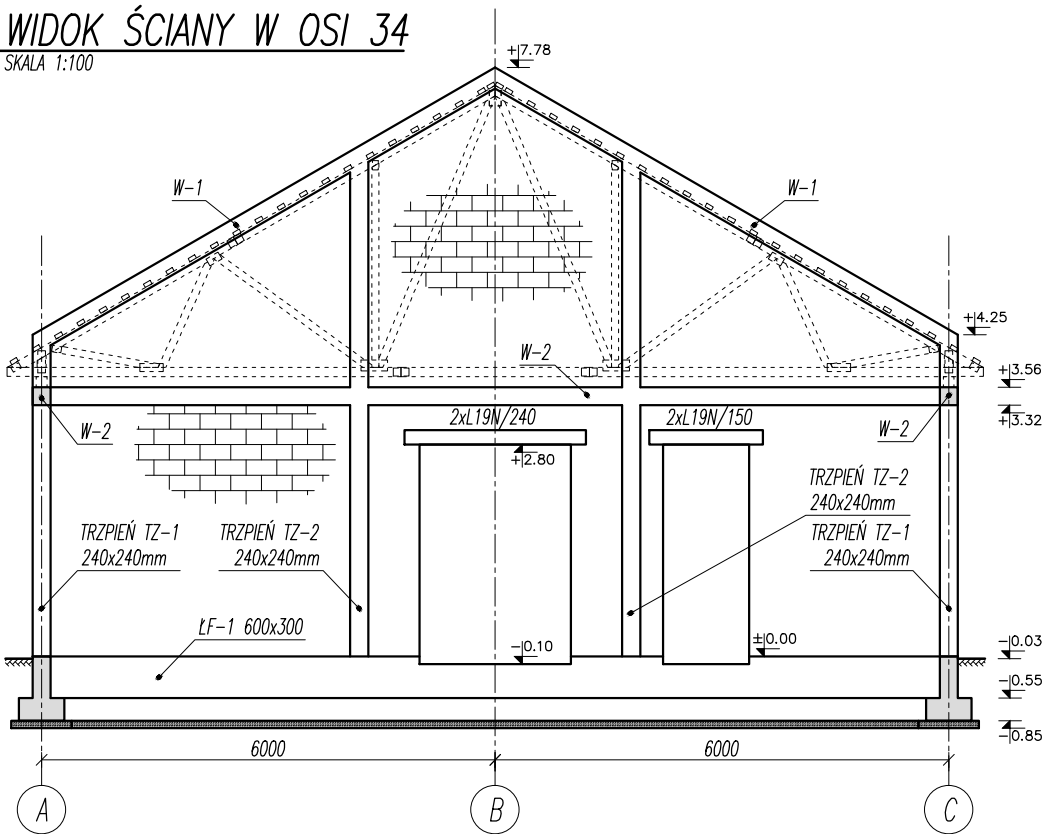 WIDOK ŚCIANY W OSI 34
SKALA 1:100
+7.78
W-1
W-1
+4.25
W-2
+3.56
+3.32
W-2
2xL19N/240
2xL19N/150
W-2
+2.80
TRZPIEŃ TZ-2
240x240mm
TRZPIEŃ TZ-1
240x240mm
TRZPIEŃ TZ-2
240x240mm
TRZPIEŃ TZ-1
240x240mm
ŁF-1 600x300
-0.10
±0.00
-0.03
-0.55
-0.85
6000
6000
A
B
C